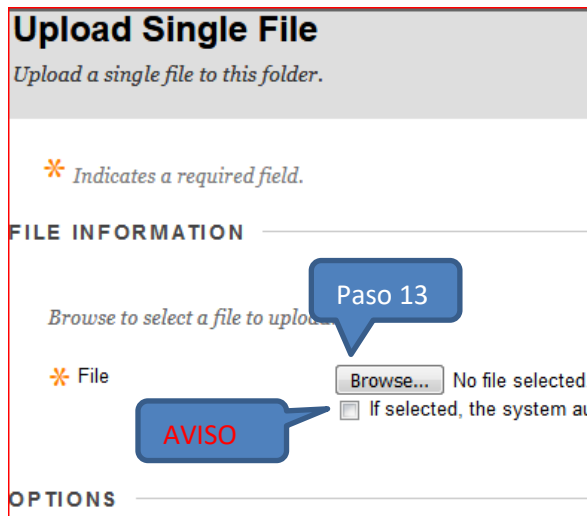 Upload Single File
Upload a single file to this folder.
* Indicates a required field.
FILE INFORMATION
Paso 13
Browse to select a file to upload.
* File
Browse... No file selected
AVISO
If selected, the system au
OPTIONS